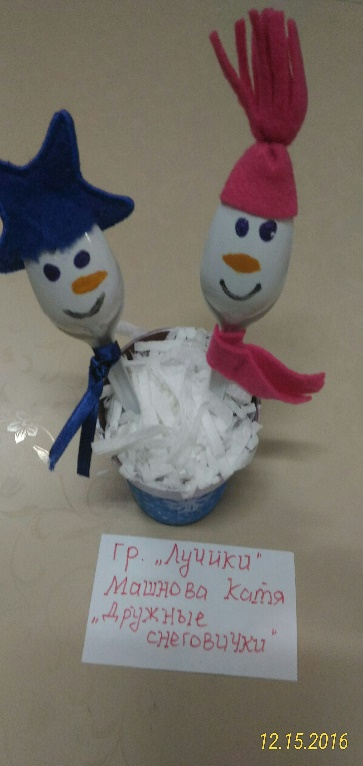 гр. „Лучики"
Машнова Катя
„Дружные
снеговички"
12.15.2016